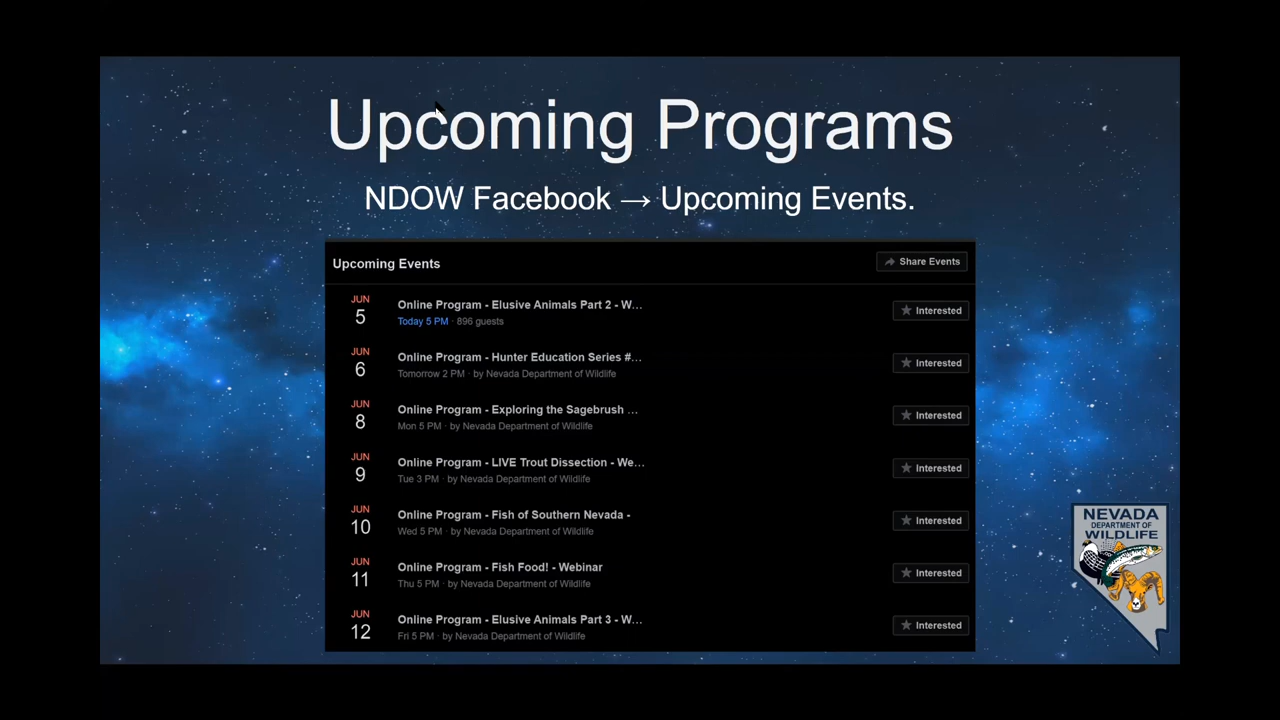 Upcoming Programs
NDOW Facebook → Upcoming Events.
Upcoming Events
Share Events
JUN
5
Online Program - Elusive Animals Part 2 - W...
Today 5 PM · 896 guests
Interested
JUN
6
Online Program - Hunter Education Series #...
Tomorrow 2 PM · by Nevada Department of Wildlife
Interested
JUN
8
Online Program - Exploring the Sagebrush ...
Mon 5 PM · by Nevada Department of Wildlife
Interested
JUN
9
Online Program - LIVE Trout Dissection - We...
Tue 3 PM · by Nevada Department of Wildlife
Interested
JUN
10
Online Program - Fish of Southern Nevada -
Wed 5 PM · by Nevada Department of Wildlife
Interested
JUN
11
Online Program - Fish Food! - Webinar
Thu 5 PM · by Nevada Department of Wildlife
Interested
JUN
12
Online Program - Elusive Animals Part 3 - W...
Fri 5 PM · by Nevada Department of Wildlife
Interested
NEVADA
DEPARTMENT OF
WILDLIFE